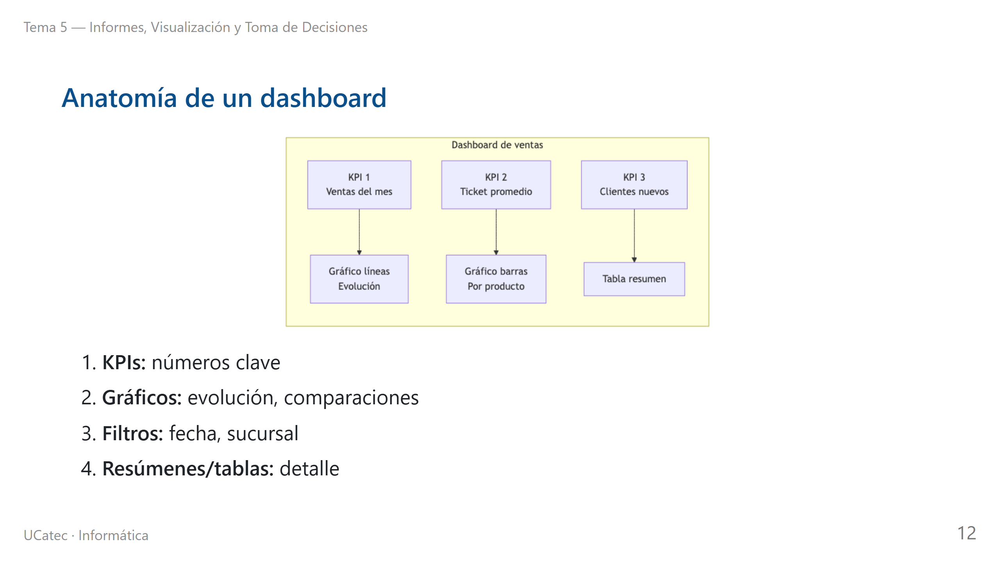 Tema 5 — Informes, Visualización y Toma de Decisiones
Anatomía de un dashboard
Dashboard de ventas
KPI 1
Ventas del mes
KPI 2
Ticket promedio
KPI 3
Clientes nuevos
Gráfico líneas
Evolución
Gráfico barras
Por producto
Tabla resumen
1. KPIs: números clave
2. Gráficos: evolución, comparaciones
3. Filtros: fecha, sucursal
4. Resúmenes/tablas: detalle
UCatec · Informática
12